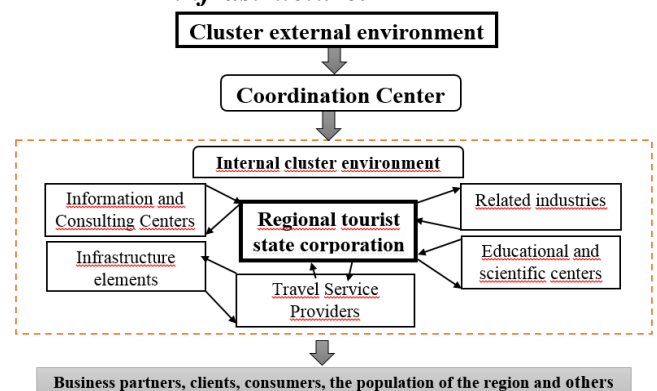 Cluster external environment
Coordination Center
Internal cluster environment
Information and
Consulting Centers
Regional tourist
state corporation
Related industries
Infrastructure
elements
Educational and
scientific centers
Travel Service
Providers
Business partners, clients, consumers, the population of the region and others